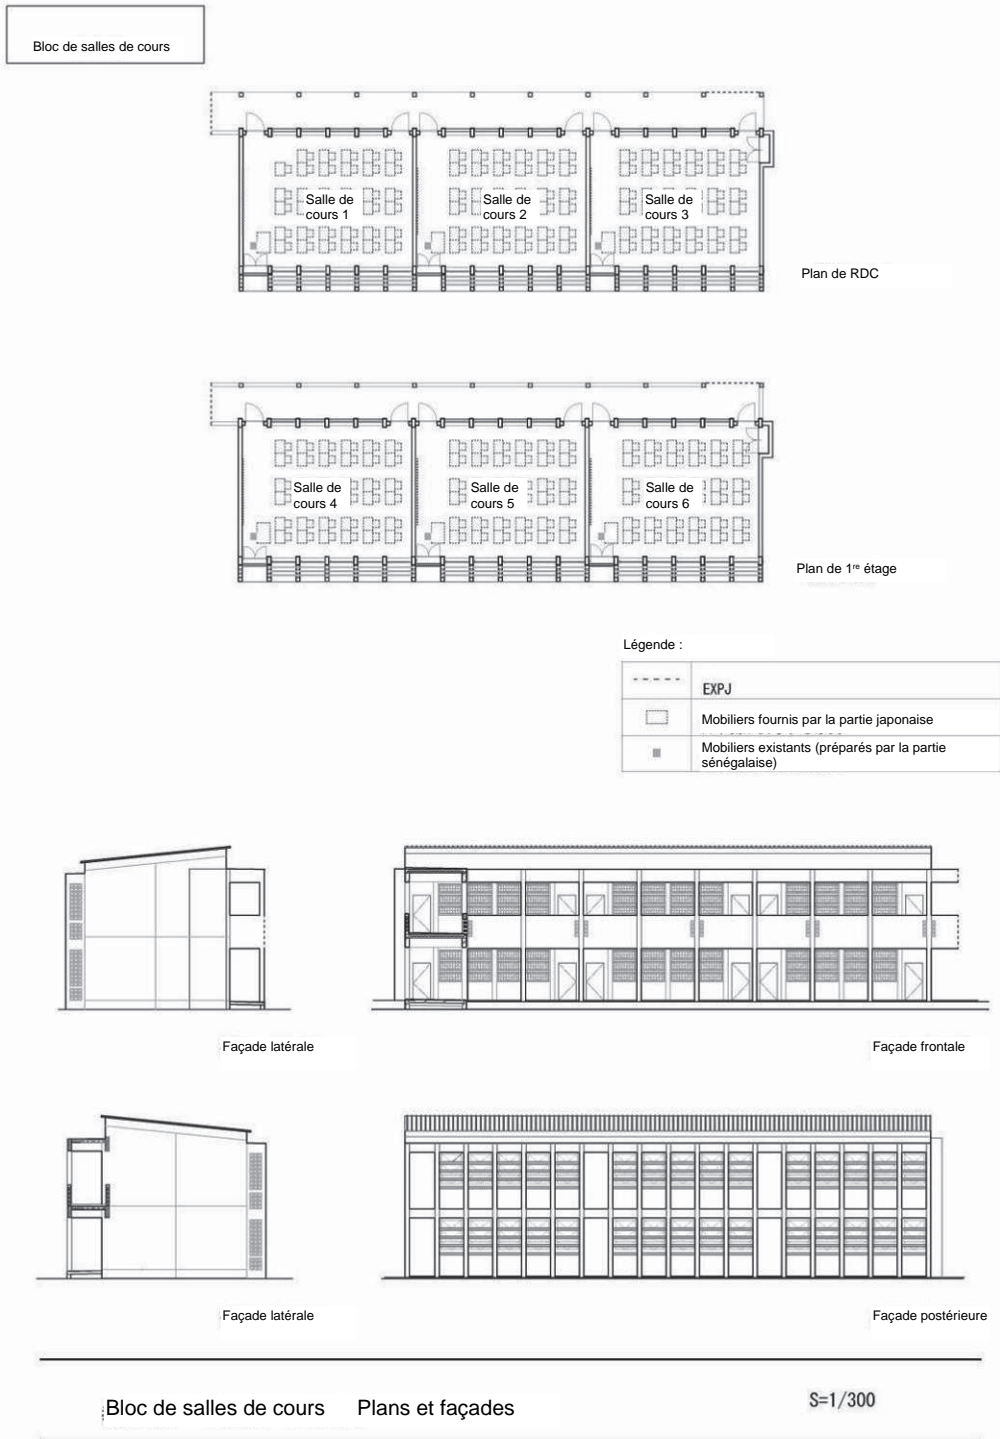 Bloc de salles de cours
Salle de
cours 1
Salle de
cours 2
Salle de
cours 3
Plan de RDC
Salle de
cours 4
Salle de
cours 5
Salle de
cours 6
Plan de 1re étage
Légende :
EXPJ
Mobiliers fournis par la partie japonaise
Mobiliers existants (préparés par la partie
sénégalaise)
Façade latérale
Façade frontale
Façade latérale
Façade postérieure
Bloc de salles de cours Plans et façades
S=1/300